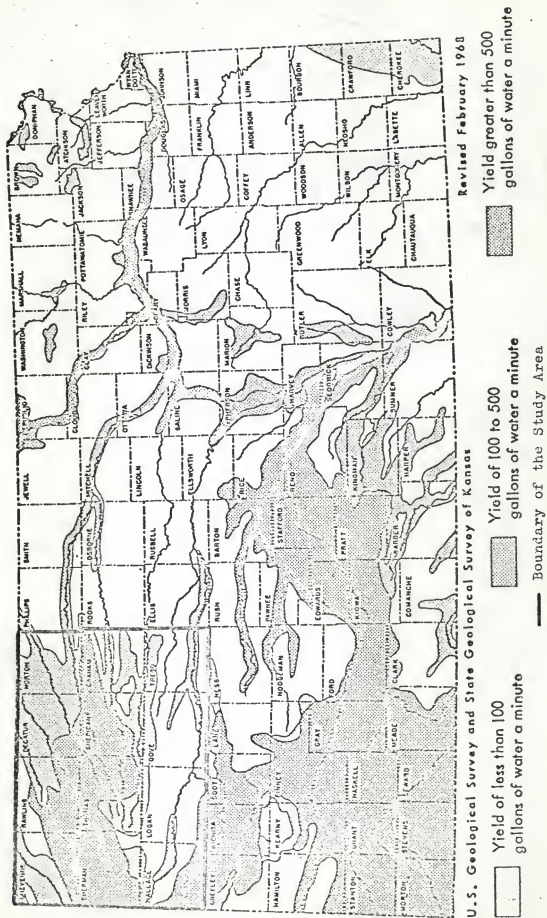 CHEYENNE RAWLINS DECATUR NORTON PHILLIPS SMITH JEWELL REPUBLIC WASHINGTON MARSHALL NEMAHA BROWN DONIPHAN
SHERMAN THOMAS SHERIDAN GRAHAM ROOKS OSBORNE MITCHELL CLOUD CLAY RILEY POTTAWATOMIE JACKSON ATCHISON
JEFFERSON LEAVEN WORTH WYAN DOTTE
WALLACE LOGAN GOVE TREGO ELLIS RUSSELL LINCOLN OTTAWA DICKINSON WABAUNSEE SHAWNEE DOUGLAS JOHNSON
GREELEY WICHITA SCOTT LANE NESS RUSH BARTON ELLSWORTH SALINE MORRIS LYON OSAGE FRANKLIN MIAMI
HAMILTON KEARNY FINNEY HODGEMAN PAWNEE RICE MCPHERSON MARION CHASE COFFEY ANDERSON LINN
STANTON GRANT HASKELL GRAY FORD EDWARDS STAFFORD RENO HARVEY BUTLER GREENWOOD WOODSON ALLEN BOURBON
KIOWA PRATT KINGMAN SEDGWICK ELK WILSON NEOSHO CRAWFORD
MORTON STEVENS SEWARD MEADE CLARK COMANCHE BARBER HARPER SUMNER COWLEY CHAUTAUQUA MONTGOMERY LABETTE CHEROKEE
U.S. Geological Survey and State Geological Survey of Kansas
Revised February 1968
Yield of less than 100
gallons of water a minute
Yield of 100 to 500
gallons of water a minute
Yield greater than 500
gallons of water a minute
Boundary of the Study Area